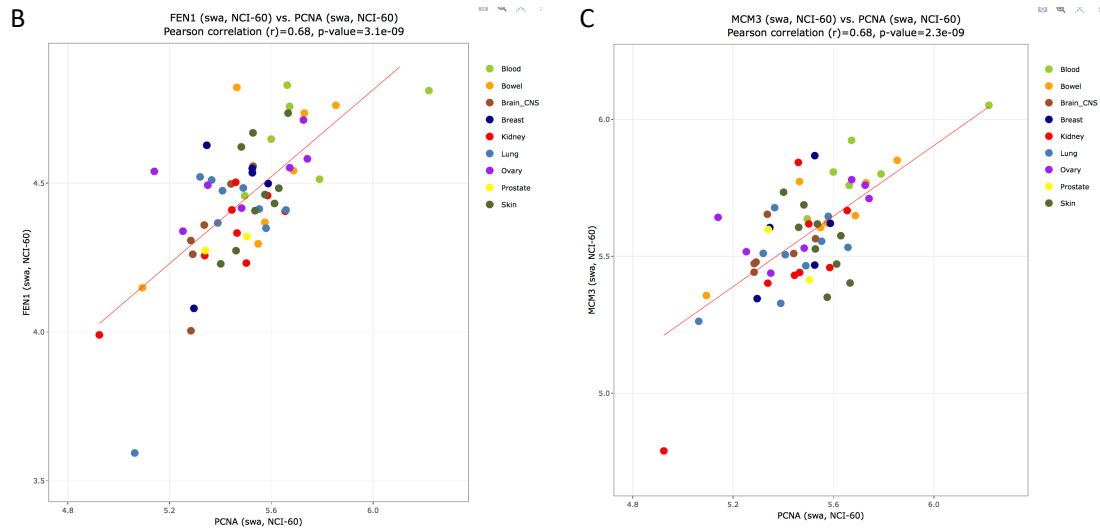 B
FEN1 (swa, NCI-60) vs. PCNA (swa, NCI-60)
Pearson correlation (r)=0.68, p-value=3.1e-09
FEN1 (swa, NCI-60)
4.5
4.0
3.5
4.8
5.2
5.6
6.0
PCNA (swa, NCI-60)
Blood
Bowel
Brain_CNS
Breast
Kidney
Lung
Ovary
Prostate
Skin
C
MCM3 (swa, NCI-60) vs. PCNA (swa, NCI-60)
Pearson correlation (r)=0.68, p-value=2.3e-09
MCM3 (swa, NCI-60)
6.0
5.5
5.0
4.8
5.2
5.6
6.0
PCNA (swa, NCI-60)
Blood
Bowel
Brain_CNS
Breast
Kidney
Lung
Ovary
Prostate
Skin